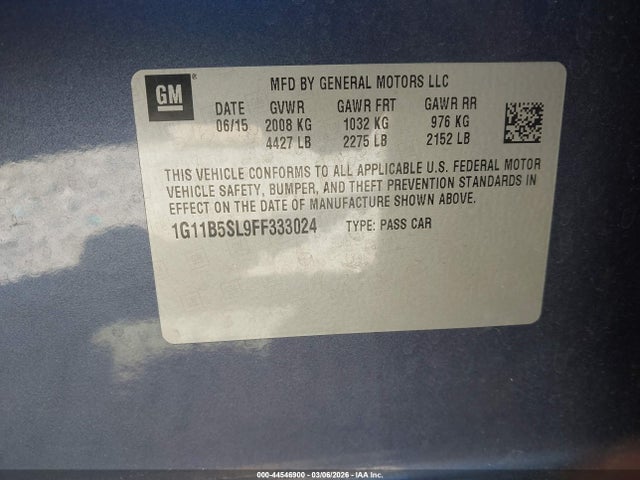 GM ®
MFD BY GENERAL MOTORS LLC
DATE GVWR GAWR FRT GAWR RR
06/15 2008 KG 1032 KG 976 KG
4427 LB 2275 LB 2152 LB
THIS VEHICLE CONFORMS TO ALL APPLICABLE U.S. FEDERAL MOTOR
VEHICLE SAFETY, BUMPER, AND THEFT PREVENTION STANDARDS IN
EFFECT ON THE DATE OF MANUFACTURE SHOWN ABOVE.
1G11B5SL9FF333024 TYPE: PASS CAR
000-44546900 - 03/06/2026 - IAAI.COM